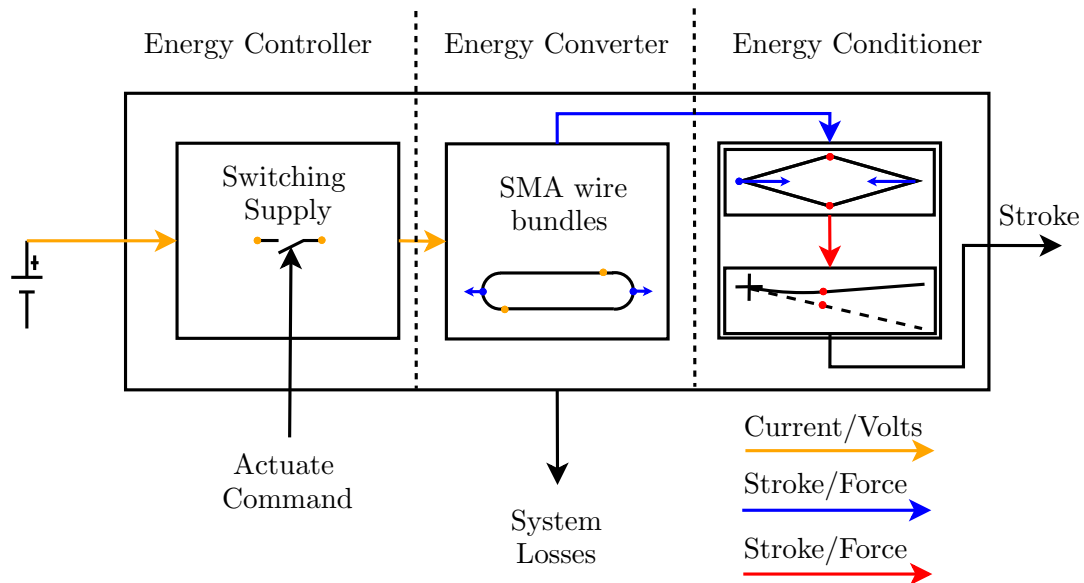 Energy Controller
Energy Converter
Energy Conditioner
Switching
Supply
SMA wire
bundles
Stroke
+
Actuate
Command
System
Losses
Current/Volts
Stroke/Force
Stroke/Force